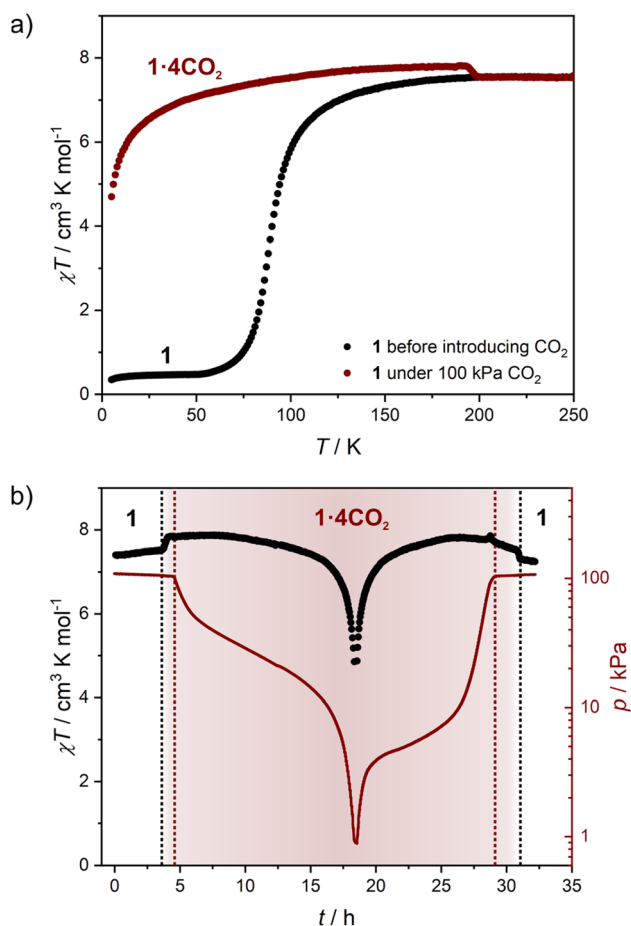 a)
8
6
4
2
0
χT / cm³ K mol⁻¹
1·4CO₂
1
1 before introducing CO₂
1 under 100 kPa CO₂
0 50 100 150 200 250
T / K
b)
1 1·4CO₂ 1
8
6
4
2
0
χT / cm³ K mol⁻¹
100
10
1
p / kPa
0 5 10 15 20 25 30 35
t / h